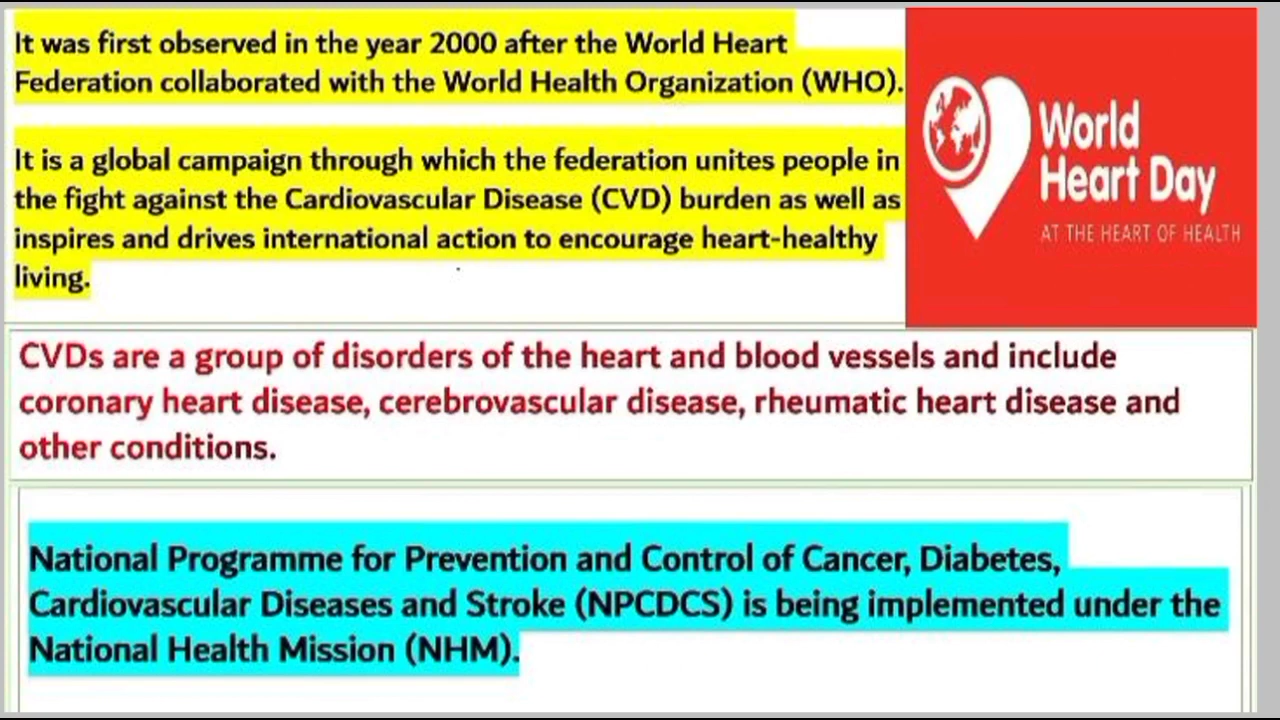 It was first observed in the year 2000 after the World Heart
Federation collaborated with the World Health Organization (WHO).
It is a global campaign through which the federation unites people in
the fight against the Cardiovascular Disease (CVD) burden as well as
inspires and drives international action to encourage heart-healthy
living.
World
Heart Day
AT THE HEART OF HEALTH
CVDs are a group of disorders of the heart and blood vessels and include
coronary heart disease, cerebrovascular disease, rheumatic heart disease and
other conditions.
National Programme for Prevention and Control of Cancer, Diabetes,
Cardiovascular Diseases and Stroke (NPCDCS) is being implemented under the
National Health Mission (NHM).